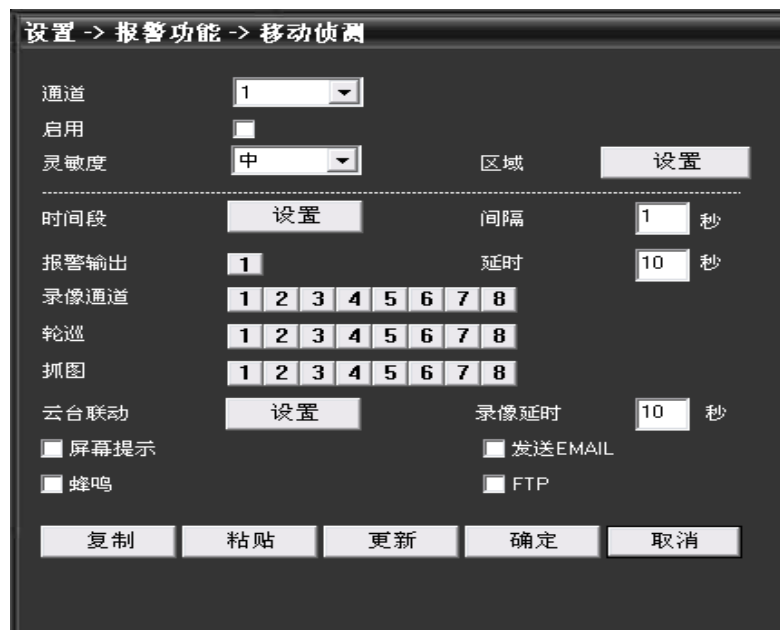 设置 -> 报警功能 -> 移动侦测
通道 1
启用
灵敏度 中 区域 设置
时间段 设置 间隔 1 秒
报警输出 1 延时 10 秒
录像通道 1 2 3 4 5 6 7 8
轮巡 1 2 3 4 5 6 7 8
抓图 1 2 3 4 5 6 7 8
云台联动 设置 录像延时 10 秒
屏幕提示 发送EMAIL
蜂鸣 FTP
复制 粘贴 更新 确定 取消